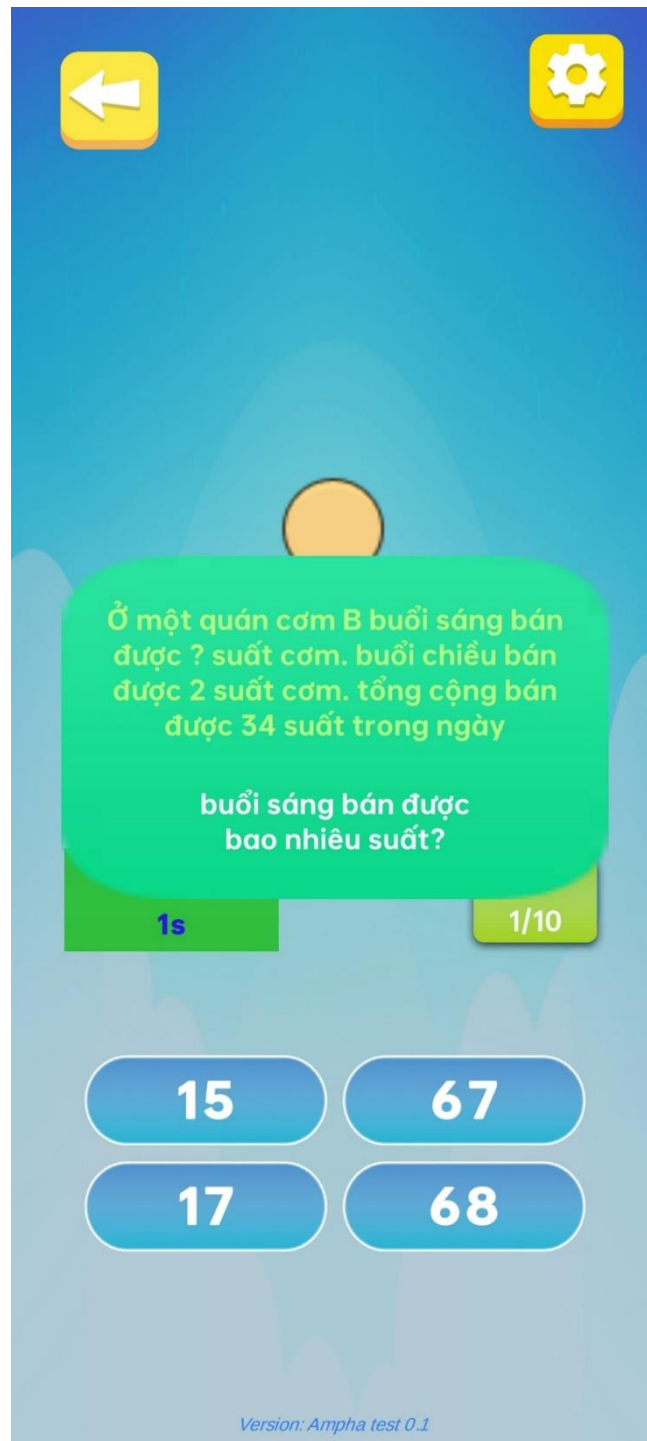 Ở một quán cơm B buổi sáng bán
được ? suất cơm. buổi chiều bán
được 2 suất cơm. tổng cộng bán
được 34 suất trong ngày
buổi sáng bán được
bao nhiêu suất?
1s
1/10
15
67
17
68
Version: Ampha test 0.1